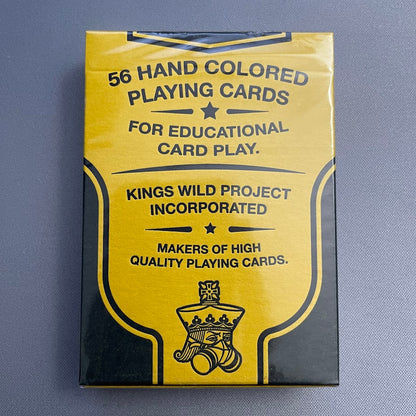 56 HAND COLORED
PLAYING CARDS
FOR EDUCATIONAL
CARD PLAY.
KINGS WILD PROJECT
INCORPORATED
MAKERS OF HIGH
QUALITY PLAYING CARDS.